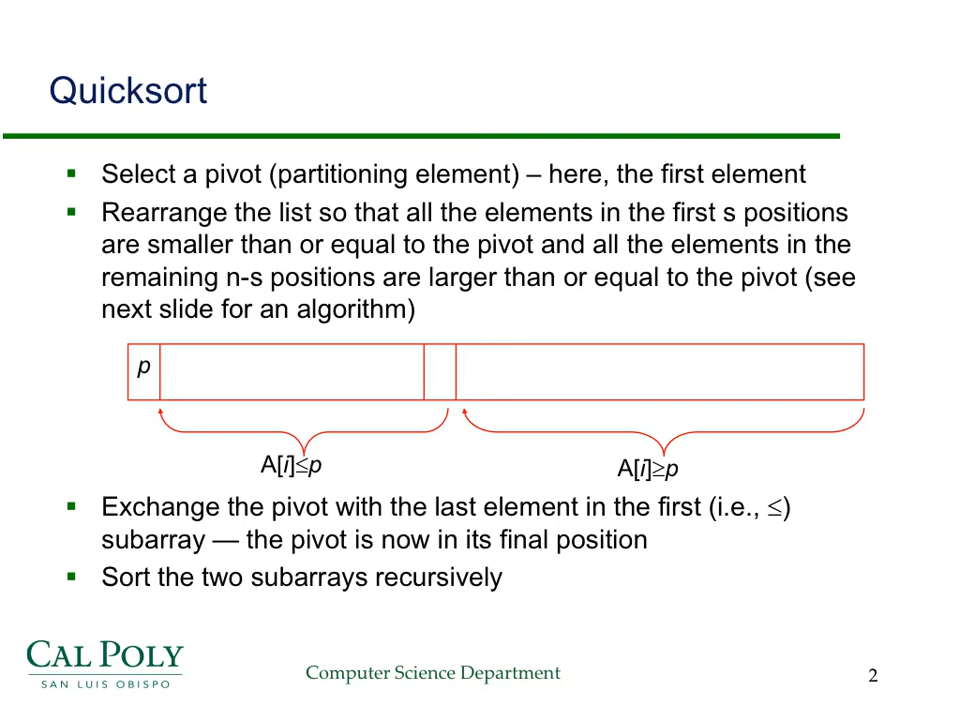 Quicksort
▪ Select a pivot (partitioning element) – here, the first element
▪ Rearrange the list so that all the elements in the first s positions
are smaller than or equal to the pivot and all the elements in the
remaining n-s positions are larger than or equal to the pivot (see
next slide for an algorithm)
p
A[i]≤p
A[i]≥p
▪ Exchange the pivot with the last element in the first (i.e., ≤)
subarray — the pivot is now in its final position
▪ Sort the two subarrays recursively
CAL POLY
SAN LUIS OBISPO
Computer Science Department
2